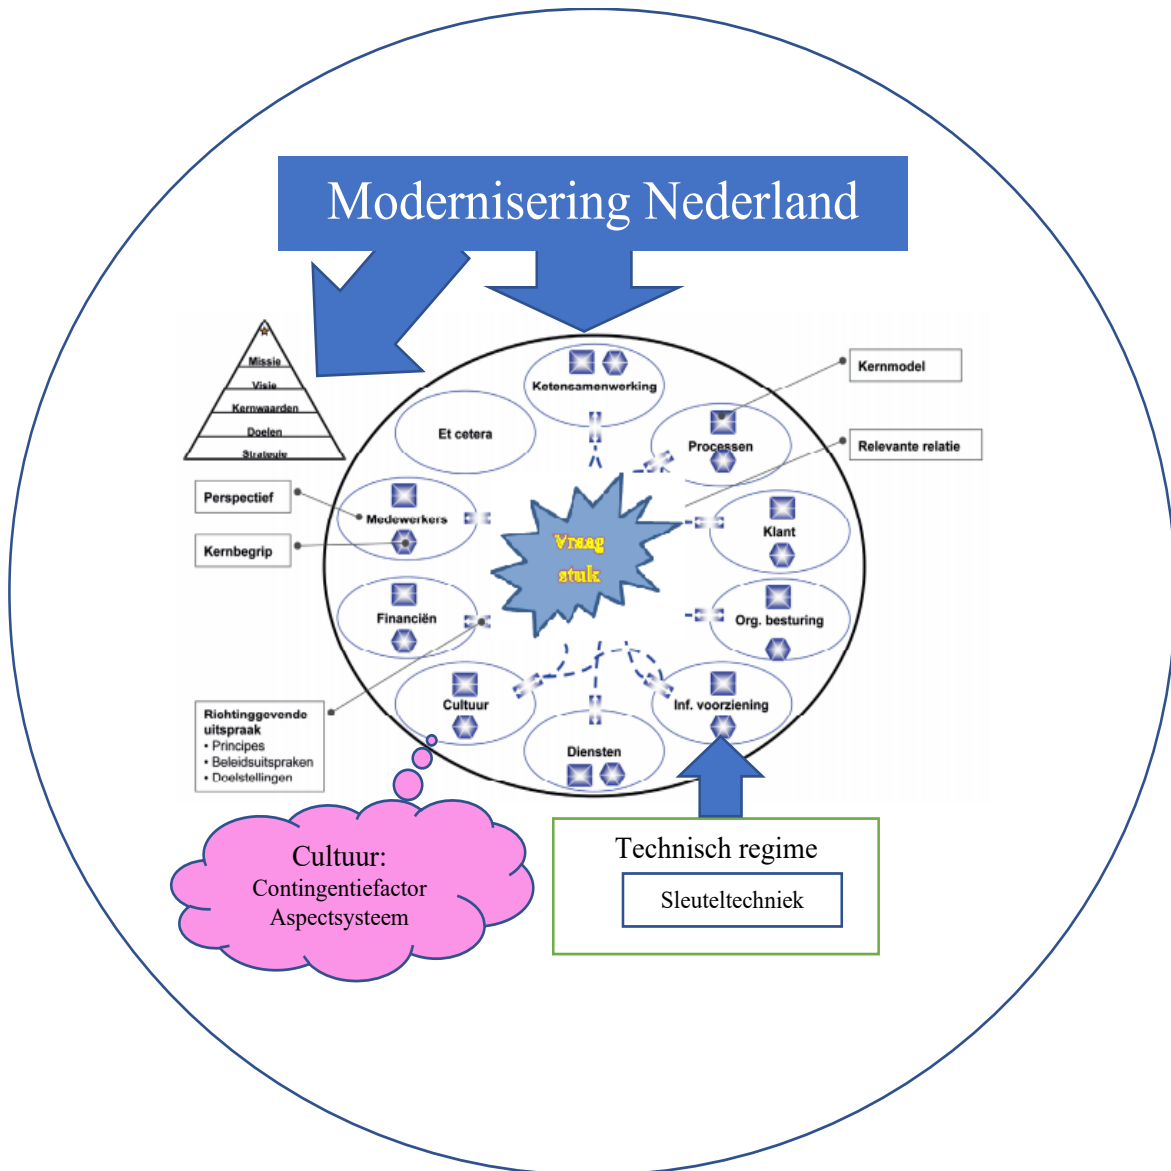 Modernisering Nederland
Missie
Visie
Kernwaarden
Doelen
Strategie
Ketensamenwerking
Kernmodel
Et cetera
Processen
Relevante relatie
Perspectief
Medewerkers
Klant
Kernbegrip
Vraag
stuk
Financiën
Org. besturing
Cultuur
Inf. voorziening
Richtinggevende
uitspraak
• Principes
• Beleidsuitspraken
• Doelstellingen
Diensten
Cultuur:
Contingentiefactor
Aspectsysteem
Technisch regime
Sleuteltechniek